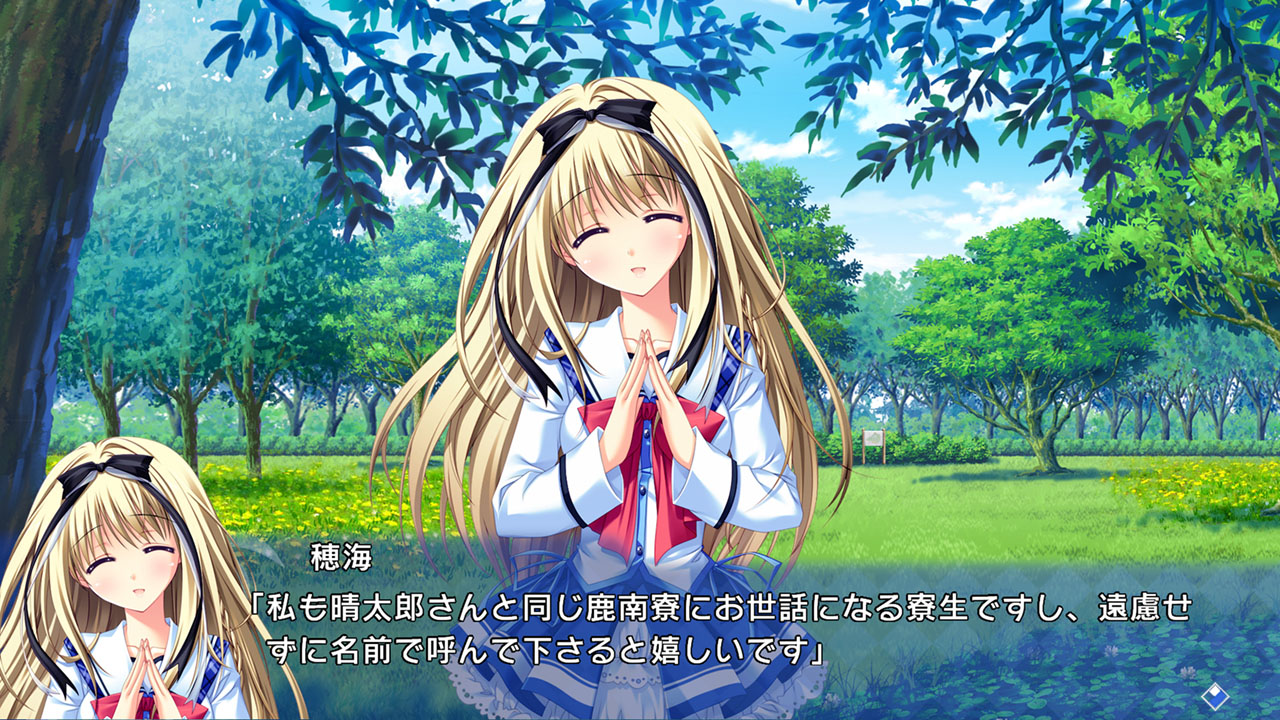 穂海
「私も晴太郎さんと同じ鹿南寮にお世話になる寮生ですし、遠慮せ
ずに名前で呼んで下さると嬉しいです」